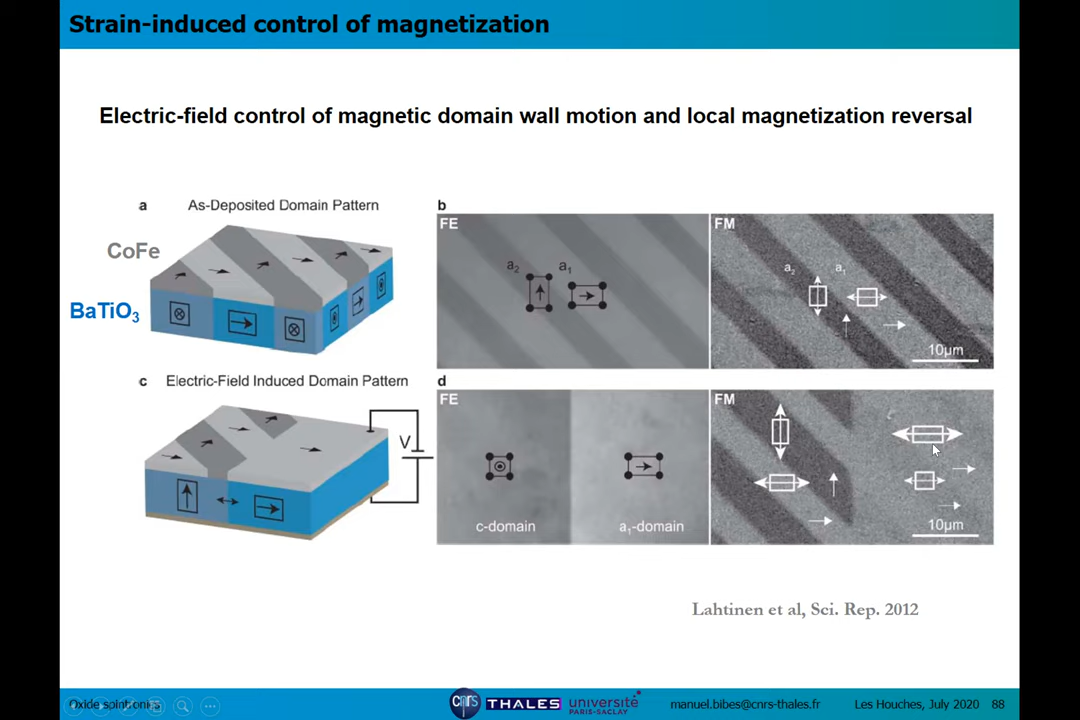 Strain-induced control of magnetization
Electric-field control of magnetic domain wall motion and local magnetization reversal
a As-Deposited Domain Pattern
CoFe
BaTiO3
b
FE
a2 a1
FM
a2 a1
10µm
c Electric-Field Induced Domain Pattern
V
d
FE
c-domain a1-domain
FM
10µm
Lahtinen et al, Sci. Rep. 2012
Oxide spintronics
cnrs THALES université PARIS-SACLAY
manuel.bibes@cnrs-thales.fr
Les Houches, July 2020 88